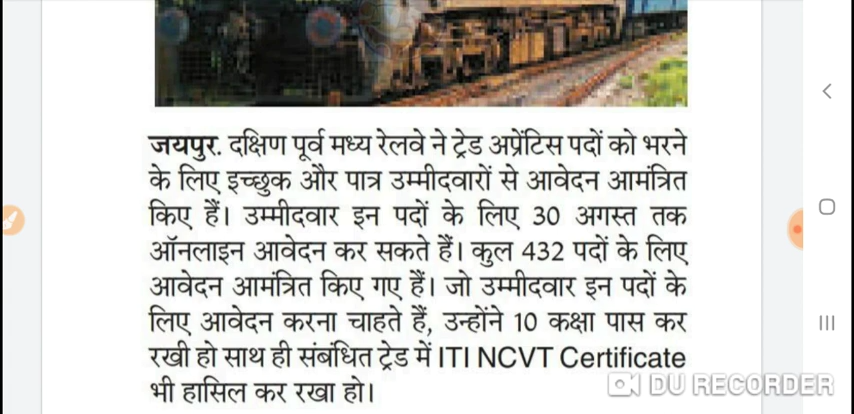 जयपुर. दक्षिण पूर्व मध्य रेलवे ने ट्रेड अप्रेंटिस पदों को भरने
के लिए इच्छुक और पात्र उम्मीदवारों से आवेदन आमंत्रित
किए हैं। उम्मीदवार इन पदों के लिए 30 अगस्त तक
ऑनलाइन आवेदन कर सकते हैं। कुल 432 पदों के लिए
आवेदन आमंत्रित किए गए हैं। जो उम्मीदवार इन पदों के
लिए आवेदन करना चाहते हैं, उन्होंने 10 कक्षा पास कर
रखी हो साथ ही संबंधित ट्रेड में ITI NCVT Certificate
भी हासिल कर रखा हो।
DU RECORDER